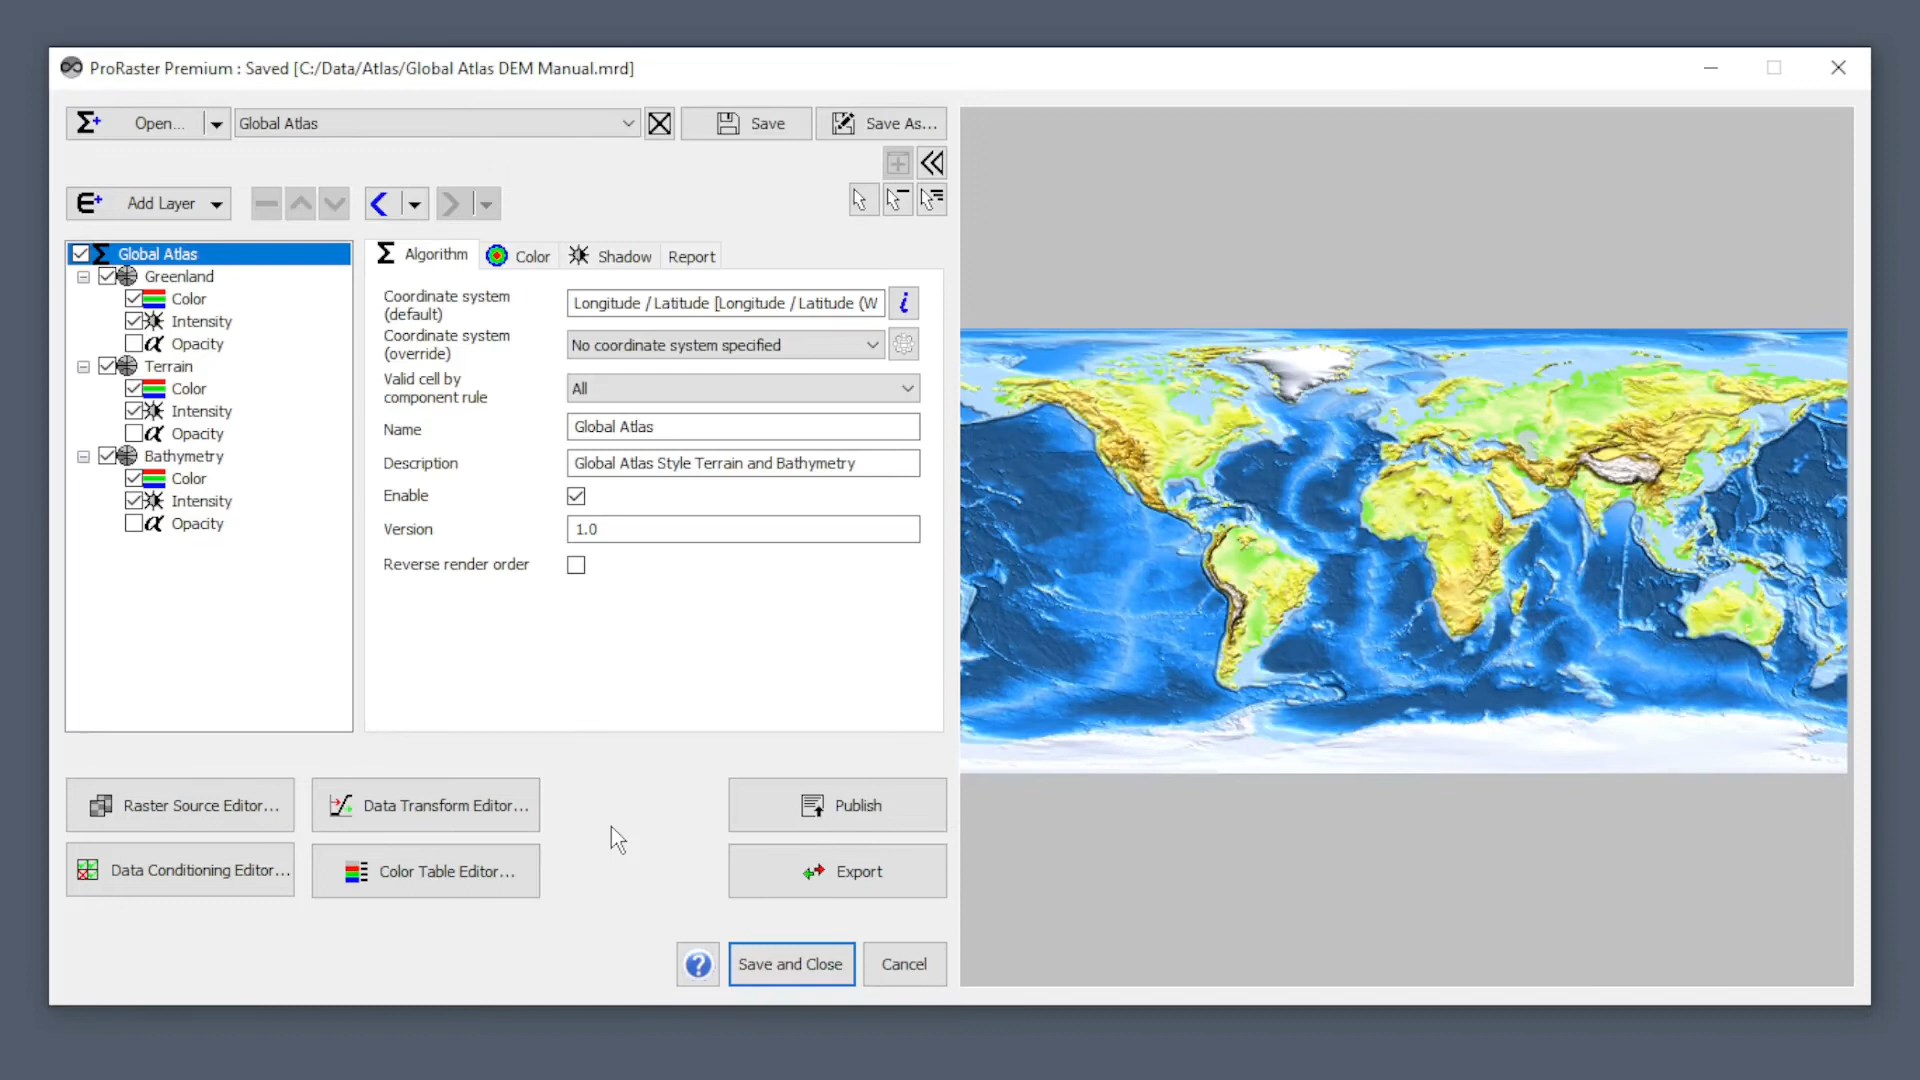 ProRaster Premium : Saved [C:/Data/Atlas/Global Atlas DEM Manual.mrd]
Open...
Global Atlas
Save
Save As...
Add Layer
Global Atlas
Greenland
Color
Intensity
Opacity
Terrain
Color
Intensity
Opacity
Bathymetry
Color
Intensity
Opacity
Algorithm
Color
Shadow
Report
Coordinate system
(default)
Longitude / Latitude [Longitude / Latitude (W
Coordinate system
(override)
No coordinate system specified
Valid cell by
component rule
All
Name
Global Atlas
Description
Global Atlas Style Terrain and Bathymetry
Enable
Version
1.0
Reverse render order
Raster Source Editor...
Data Transform Editor...
Publish
Data Conditioning Editor...
Color Table Editor...
Export
Save and Close
Cancel